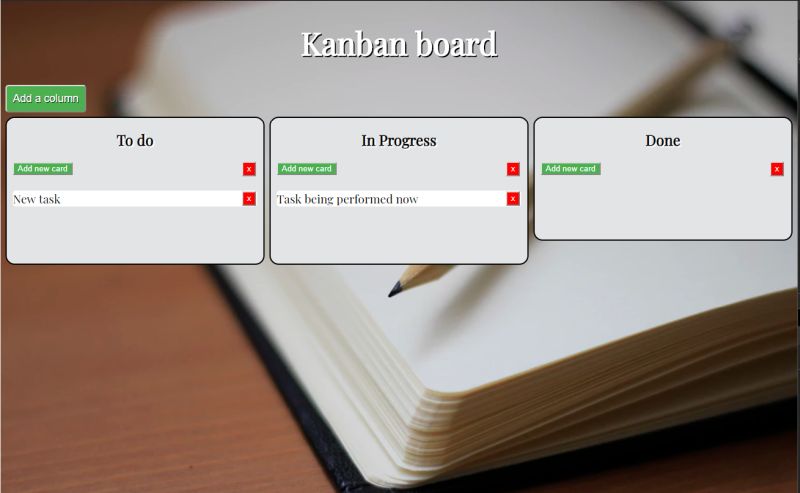 Kanban board
Add a column
To do
Add new card
x
New task
x
In Progress
Add new card
x
Task being performed now
x
Done
Add new card
x